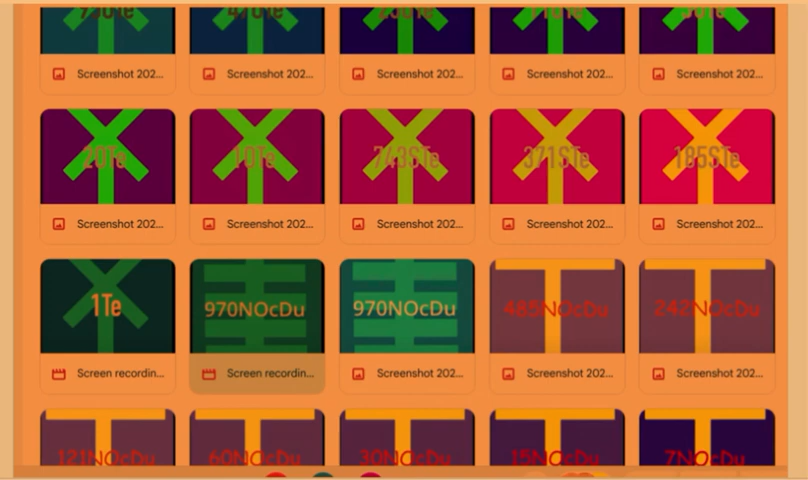 Screenshot 202...
Screenshot 202...
Screenshot 202...
Screenshot 202...
Screenshot 202...
20Te
10Te
743STe
371STe
185STe
Screenshot 202...
Screenshot 202...
Screenshot 202...
Screenshot 202...
Screenshot 202...
1Te
970NOcDu
970NOcDu
485NOcDu
242NOcDu
Screen recordin...
Screen recordin...
Screenshot 202...
Screenshot 202...
Screenshot 202...
121NOcDu
60NOcDu
30NOcDu
15NOcDu
7NOcDu